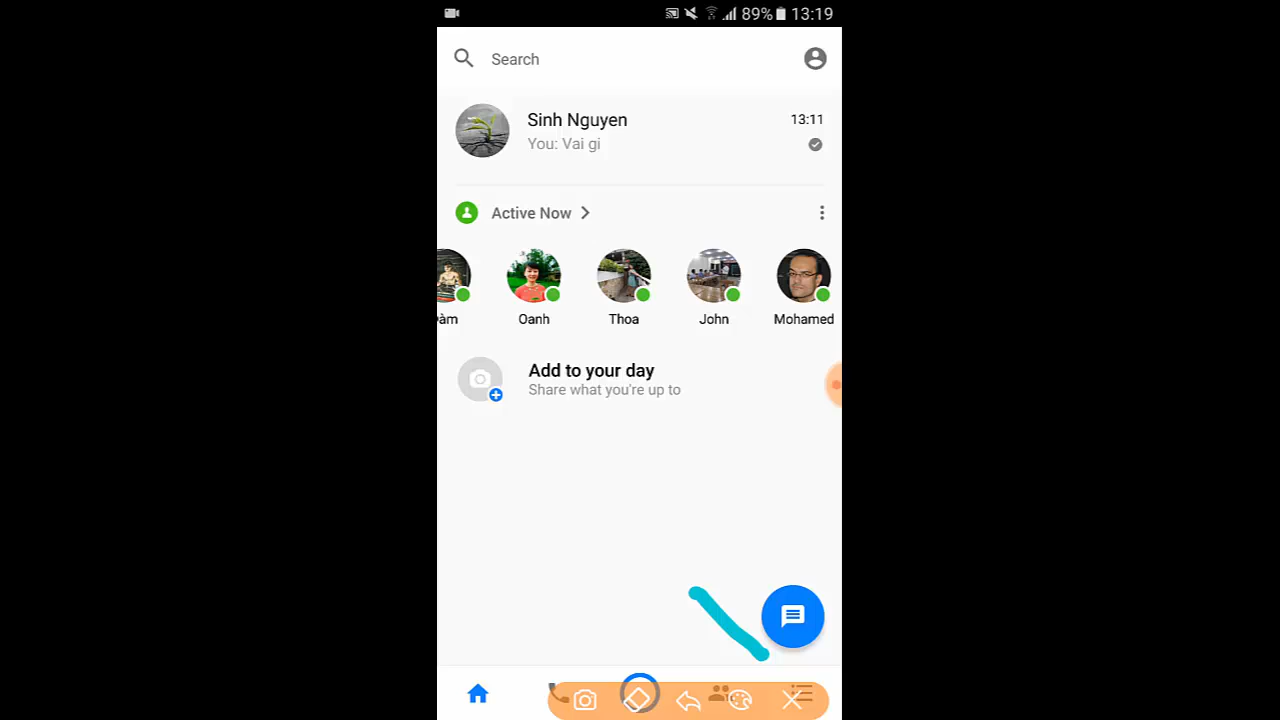 89% 13:19
Search
Sinh Nguyen 13:11
You: Vai gi
Active Now
Oanh Thoa John Mohamed
Add to your day
Share what you're up to